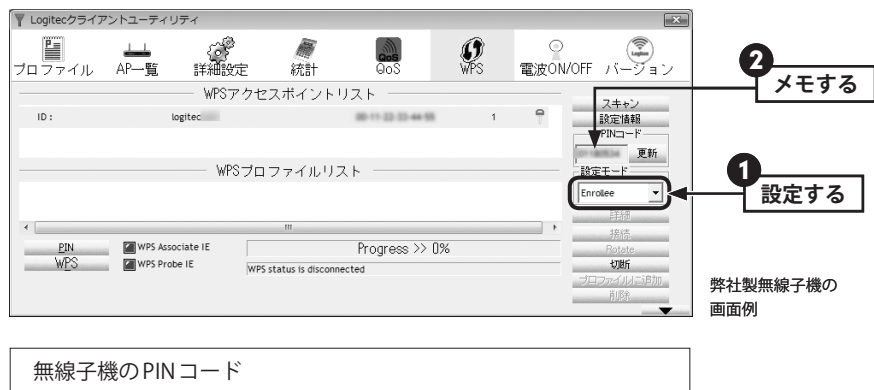 Logitecクライアントユーティリティ
プロファイル AP一覧 詳細設定 統計 QoS WPS 電波ON/OFF バージョン
WPSアクセスポイントリスト
ID : logitec 1
スキャン
設定情報
PINコード
更新
WPSプロファイルリスト
設定モード
Enrollee
詳細
接続
Rotate
切断
プロファイルに追加
削除
PIN
WPS
WPS Associate IE
WPS Probe IE
Progress >> 0%
WPS status is disconnected
2 メモする
1 設定する
弊社製無線子機の
画面例
無線子機のPINコード